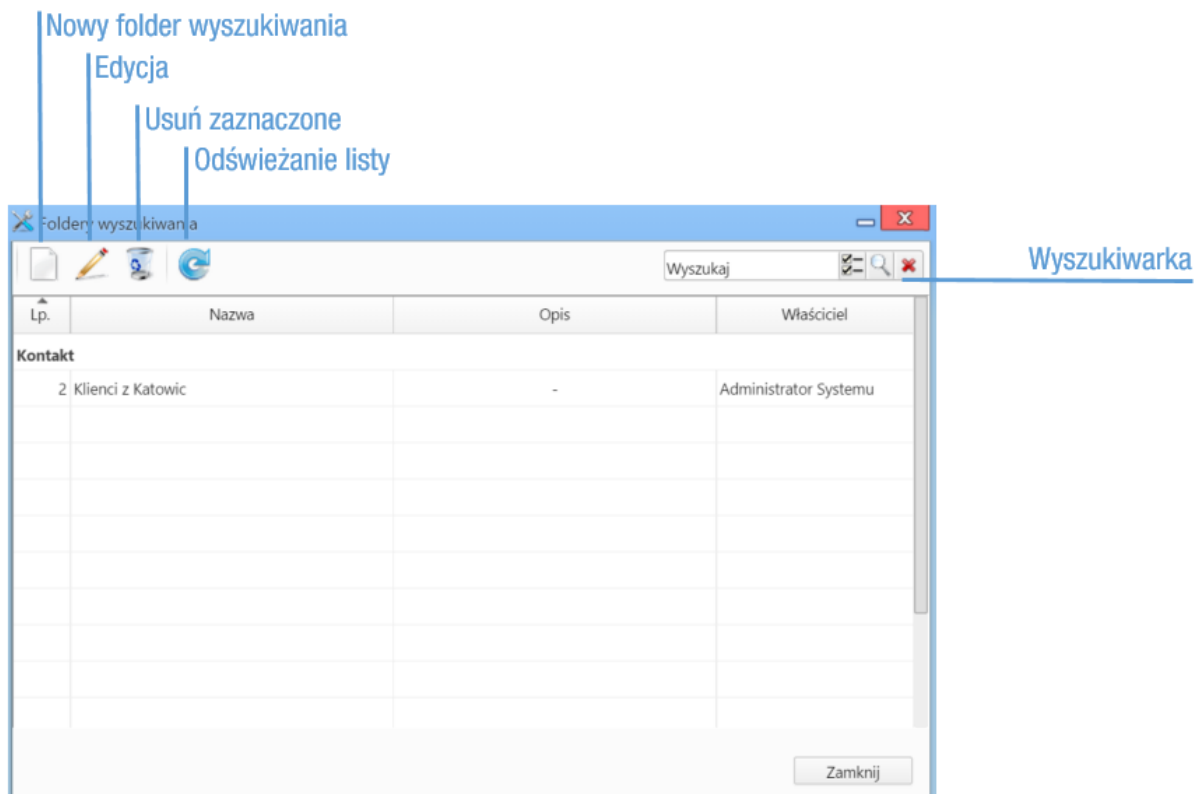 Nowy folder wyszukiwania
Edycja
Usuń zaznaczone
Odświeżanie listy
Foldery wyszukiwania
Wyszukaj
Wyszukiwarka
Lp. Nazwa Opis Właściciel
Kontakt
2 Klienci z Katowic - Administrator Systemu
Zamknij